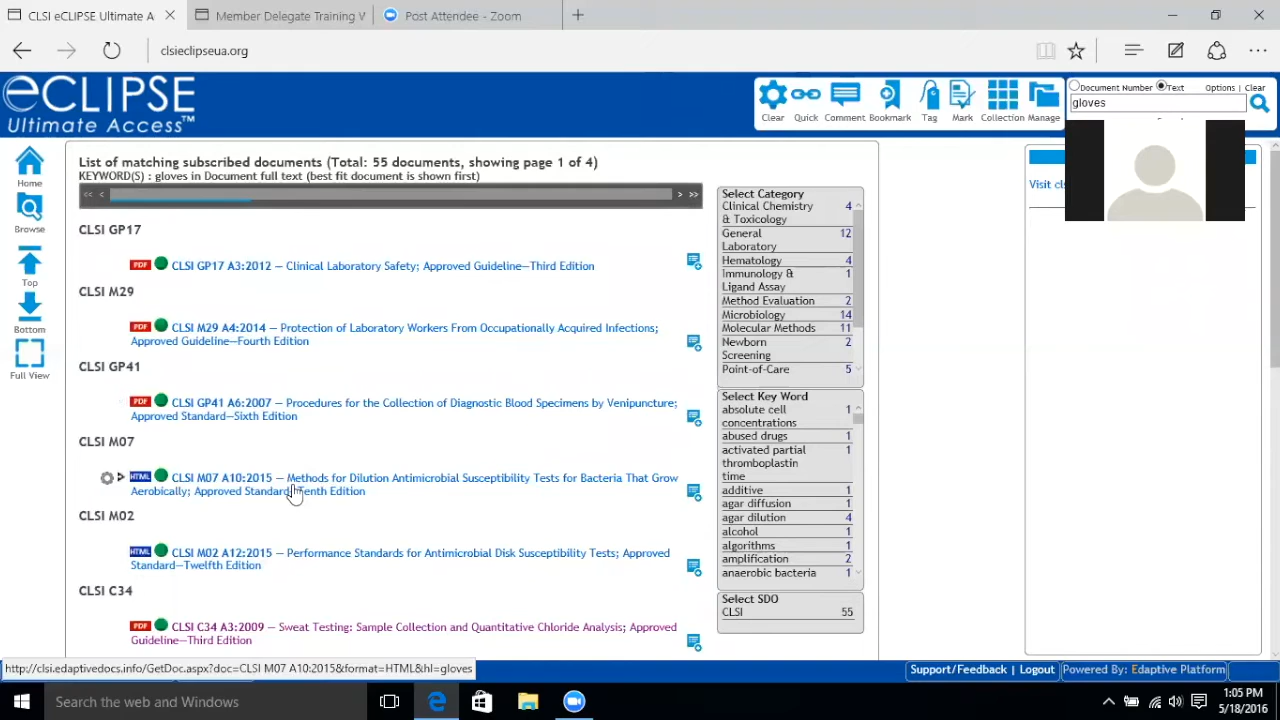 CLSI eCLIPSE Ultimate A
Member Delegate Training V
Post Attendee - Zoom
clsieclipseua.org
eCLIPSE
Ultimate Access™
Clear
Quick
Comment
Bookmark
Tag
Mark
Collection
Manage
Document Number
Text
Options | Clear
gloves
Home
Browse
Top
Bottom
Full View
List of matching subscribed documents (Total: 55 documents, showing page 1 of 4)
KEYWORD(S) : gloves in Document full text (best fit document is shown first)
<< <
> >>
CLSI GP17
PDF CLSI GP17 A3:2012 — Clinical Laboratory Safety; Approved Guideline—Third Edition
CLSI M29
PDF CLSI M29 A4:2014 — Protection of Laboratory Workers From Occupationally Acquired Infections;
Approved Guideline—Fourth Edition
CLSI GP41
PDF CLSI GP41 A6:2007 — Procedures for the Collection of Diagnostic Blood Specimens by Venipuncture;
Approved Standard—Sixth Edition
CLSI M07
HTML CLSI M07 A10:2015 — Methods for Dilution Antimicrobial Susceptibility Tests for Bacteria That Grow
Aerobically; Approved Standard—Tenth Edition
CLSI M02
HTML CLSI M02 A12:2015 — Performance Standards for Antimicrobial Disk Susceptibility Tests; Approved
Standard—Twelfth Edition
CLSI C34
PDF CLSI C34 A3:2009 — Sweat Testing: Sample Collection and Quantitative Chloride Analysis; Approved
Guideline—Third Edition
Select Category
Clinical Chemistry 4
& Toxicology
General 12
Laboratory
Hematology 4
Immunology & 1
Ligand Assay
Method Evaluation 2
Microbiology 14
Molecular Methods 11
Newborn 2
Screening
Point-of-Care 5
Select Key Word
absolute cell 1
concentrations
abused drugs 1
activated partial 1
thromboplastin
time
additive 1
agar diffusion 1
agar dilution 4
alcohol 1
algorithms 1
amplification 2
anaerobic bacteria 1
Select SDO
CLSI 55
Visit cl
http://clsi.edaptivedocs.info/GetDoc.aspx?doc=CLSI M07 A10:2015&format=HTML&hl=gloves
Support/Feedback | Logout
Powered By: Edaptive Platform
Search the web and Windows
1:05 PM
5/18/2016